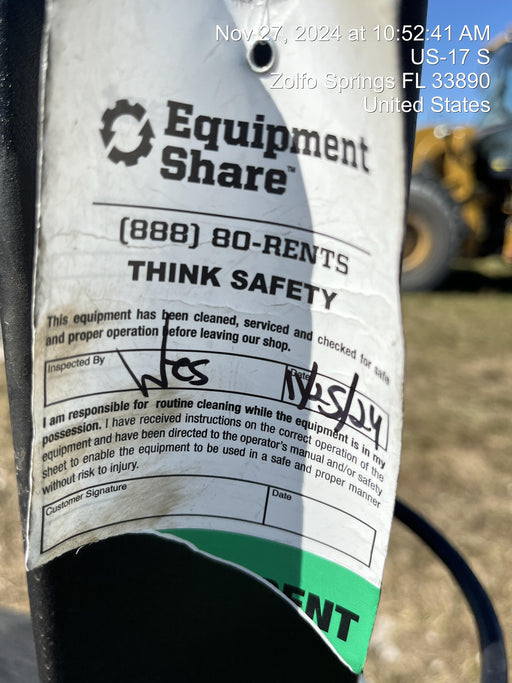 Nov 27, 2024 at 10:52:41 AM
US-17 S
Zolfo Springs FL 33890
United States
Equipment
Share™
(888) 80-RENTS
THINK SAFETY
This equipment has been cleaned, serviced and checked for safe
and proper operation before leaving our shop.
Inspected By Wes Date 11/25/24
I am responsible for routine cleaning while the equipment is in my
possession. I have received instructions on the correct operation of the
equipment and have been directed to the operator's manual and/or safety
sheet to enable the equipment to be used in a safe and proper manner
without risk to injury.
Customer Signature Date
ENT